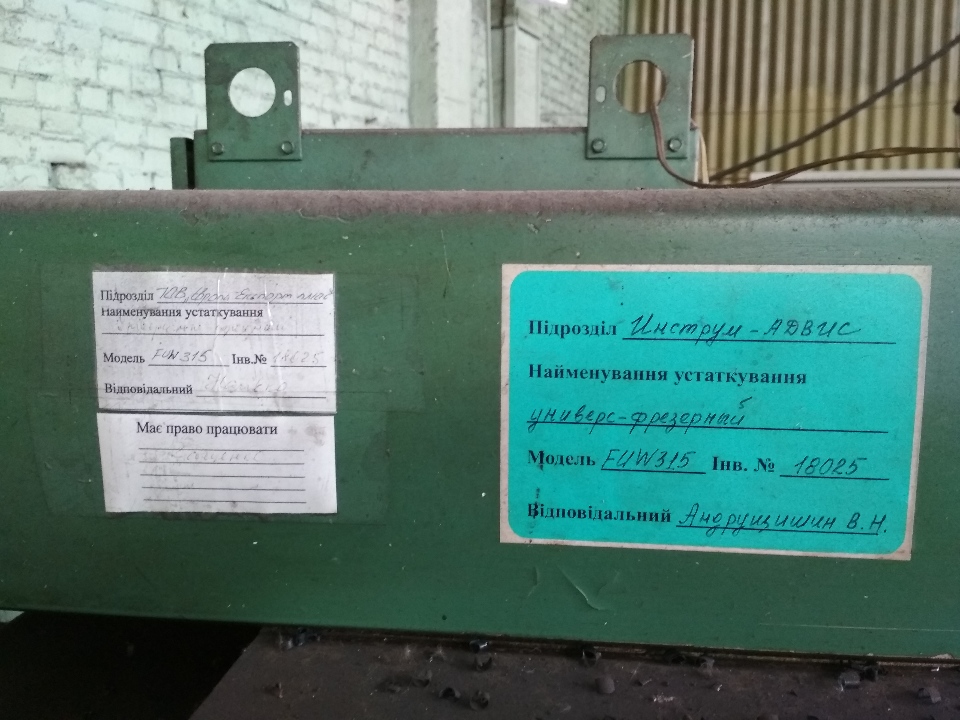 Підрозділ ТОВ
Найменування устаткування
Модель FUW315 Інв.№
Відповідальний
Має право працювати
Підрозділ Инструм-АДВИС
Найменування устаткування
универс-фрезерный
Модель FUW315 Інв. № 18025
Відповідальний Андрущишин В.Н.